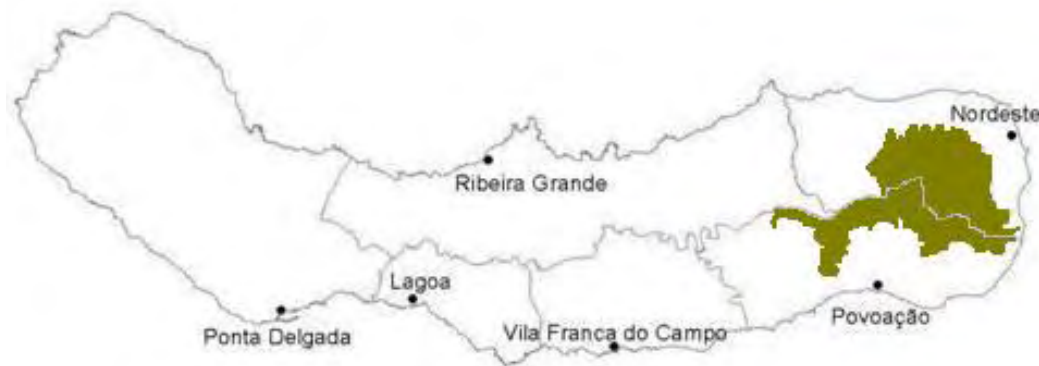 Nordeste
Ribeira Grande
Lagoa
Ponta Delgada
Vila Franca do Campo
Povoação